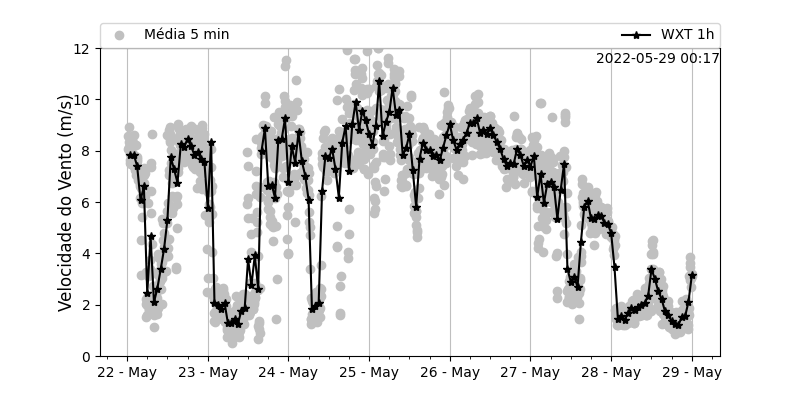 Média 5 min
WXT 1h
2022-05-29 00:17
Velocidade do Vento (m/s)
12
10
8
6
4
2
0
22 - May
23 - May
24 - May
25 - May
26 - May
27 - May
28 - May
29 - May